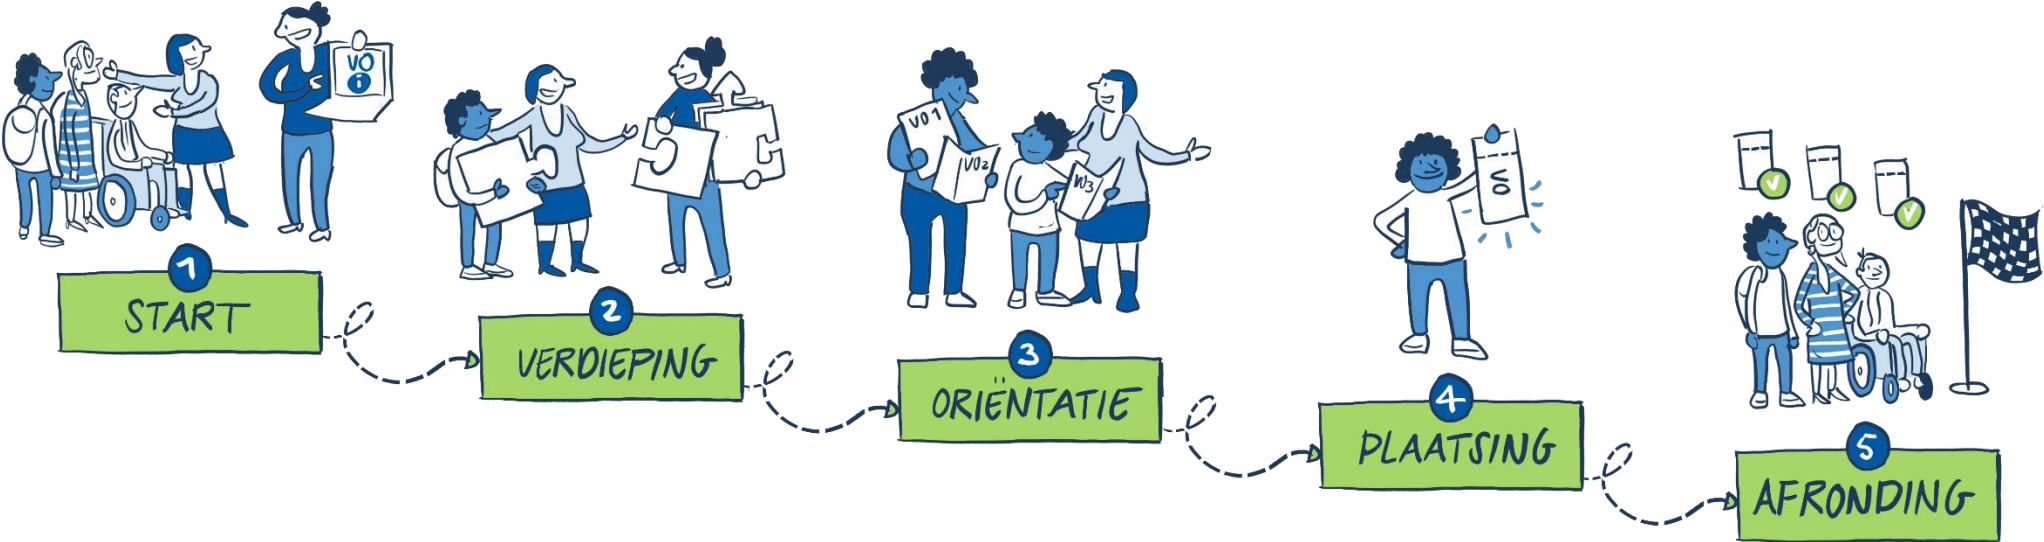 VO
i
VO1
VO2
VO3
VO
1
START
2
VERDIEPING
3
ORIËNTATIE
4
PLAATSING
5
AFRONDING